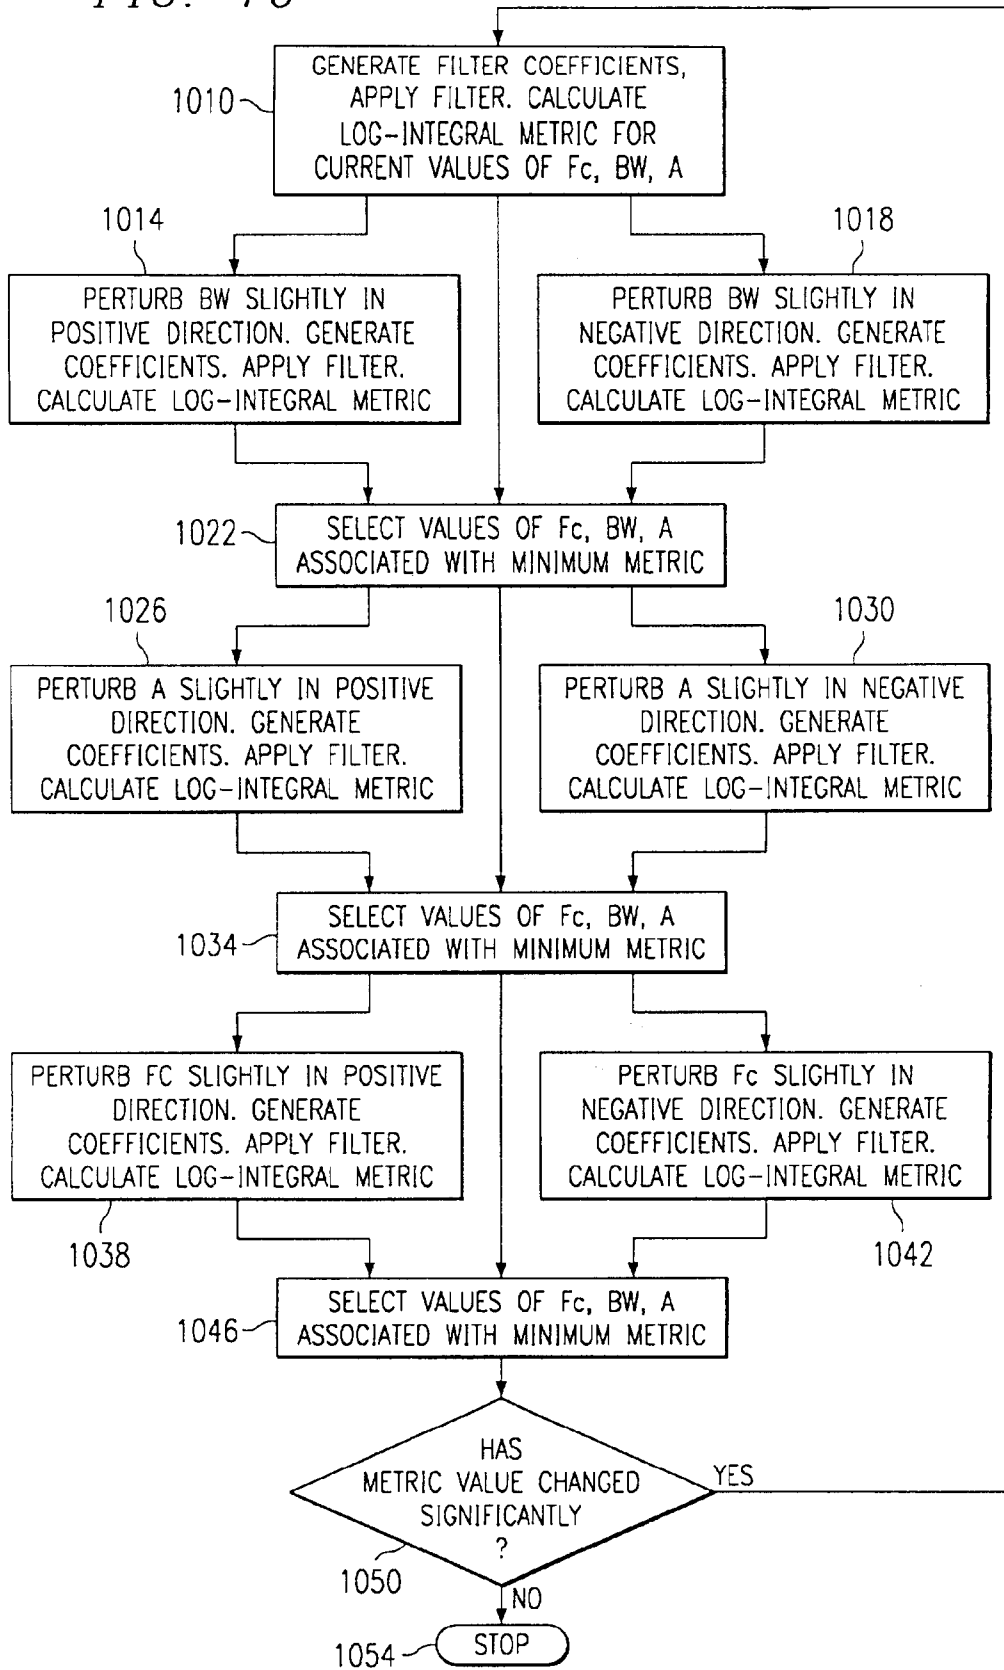 GENERATE FILTER COEFFICIENTS,
APPLY FILTER. CALCULATE
LOG-INTEGRAL METRIC FOR
CURRENT VALUES OF Fc, BW, A
1010
1014
1018
PERTURB BW SLIGHTLY IN
POSITIVE DIRECTION. GENERATE
COEFFICIENTS. APPLY FILTER.
CALCULATE LOG-INTEGRAL METRIC
PERTURB BW SLIGHTLY IN
NEGATIVE DIRECTION. GENERATE
COEFFICIENTS. APPLY FILTER.
CALCULATE LOG-INTEGRAL METRIC
1022
SELECT VALUES OF Fc, BW, A
ASSOCIATED WITH MINIMUM METRIC
1026
1030
PERTURB A SLIGHTLY IN POSITIVE
DIRECTION. GENERATE
COEFFICIENTS. APPLY FILTER.
CALCULATE LOG-INTEGRAL METRIC
PERTURB A SLIGHTLY IN NEGATIVE
DIRECTION. GENERATE
COEFFICIENTS. APPLY FILTER.
CALCULATE LOG-INTEGRAL METRIC
1034
SELECT VALUES OF Fc, BW, A
ASSOCIATED WITH MINIMUM METRIC
PERTURB FC SLIGHTLY IN POSITIVE
DIRECTION. GENERATE
COEFFICIENTS. APPLY FILTER.
CALCULATE LOG-INTEGRAL METRIC
PERTURB Fc SLIGHTLY IN
NEGATIVE DIRECTION. GENERATE
COEFFICIENTS. APPLY FILTER.
CALCULATE LOG-INTEGRAL METRIC
1038
1042
1046
SELECT VALUES OF Fc, BW, A
ASSOCIATED WITH MINIMUM METRIC
HAS
METRIC VALUE CHANGED
SIGNIFICANTLY
?
YES
1050
NO
STOP
1054